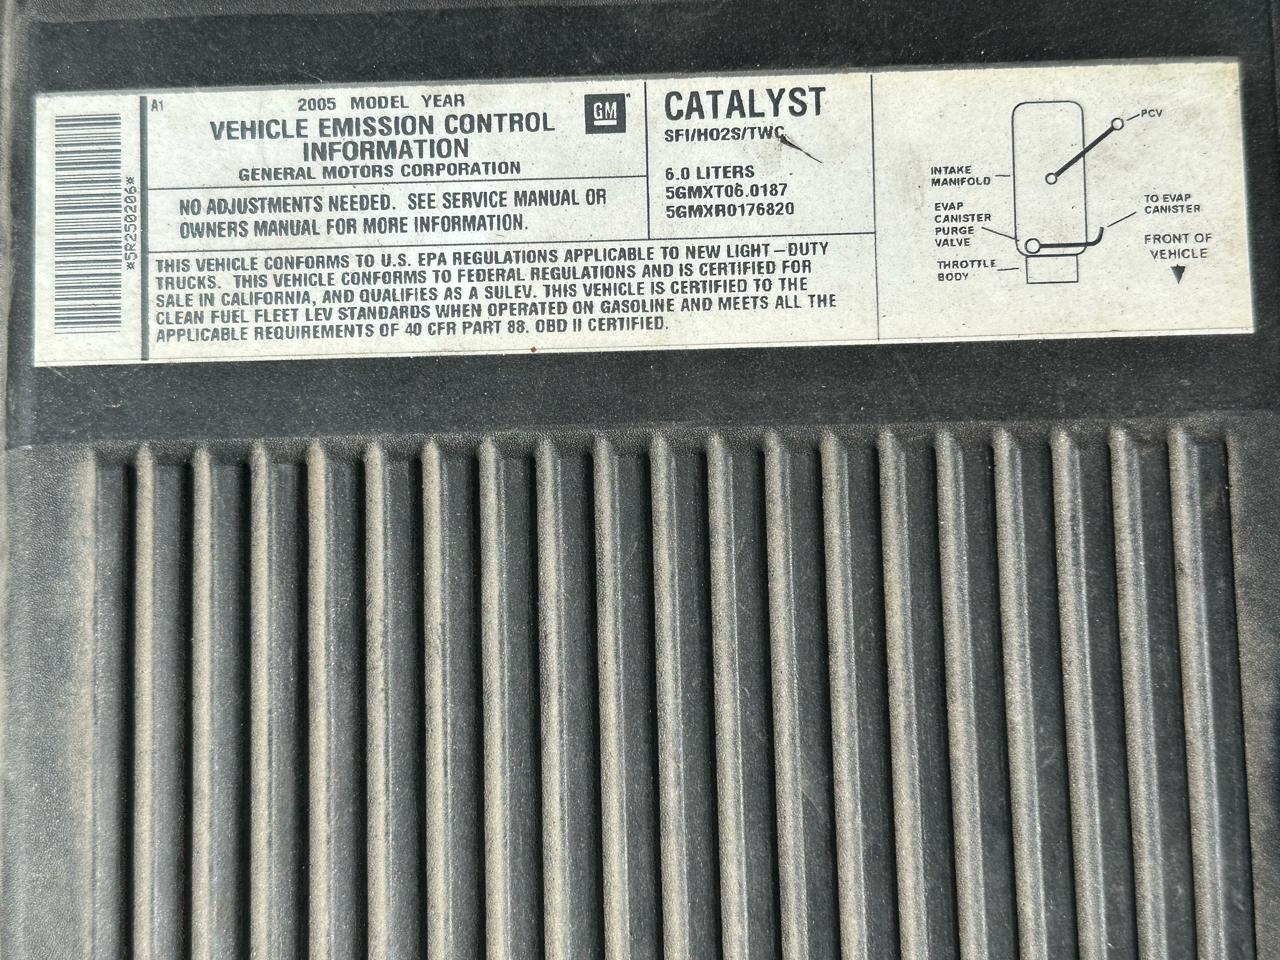 *5R250206*
A1
2005 MODEL YEAR
VEHICLE EMISSION CONTROL
INFORMATION
GENERAL MOTORS CORPORATION
GM
NO ADJUSTMENTS NEEDED. SEE SERVICE MANUAL OR
OWNERS MANUAL FOR MORE INFORMATION.
CATALYST
SFI/HO2S/TWC
6.0 LITERS
5GMXT06.0187
5GMXR0176820
THIS VEHICLE CONFORMS TO U.S. EPA REGULATIONS APPLICABLE TO NEW LIGHT-DUTY
TRUCKS. THIS VEHICLE CONFORMS TO FEDERAL REGULATIONS AND IS CERTIFIED FOR
SALE IN CALIFORNIA, AND QUALIFIES AS A SULEV. THIS VEHICLE IS CERTIFIED TO THE
CLEAN FUEL FLEET LEV STANDARDS WHEN OPERATED ON GASOLINE AND MEETS ALL THE
APPLICABLE REQUIREMENTS OF 40 CFR PART 88. OBD II CERTIFIED.
PCV
INTAKE
MANIFOLD
EVAP
CANISTER
PURGE
VALVE
THROTTLE
BODY
TO EVAP
CANISTER
FRONT OF
VEHICLE